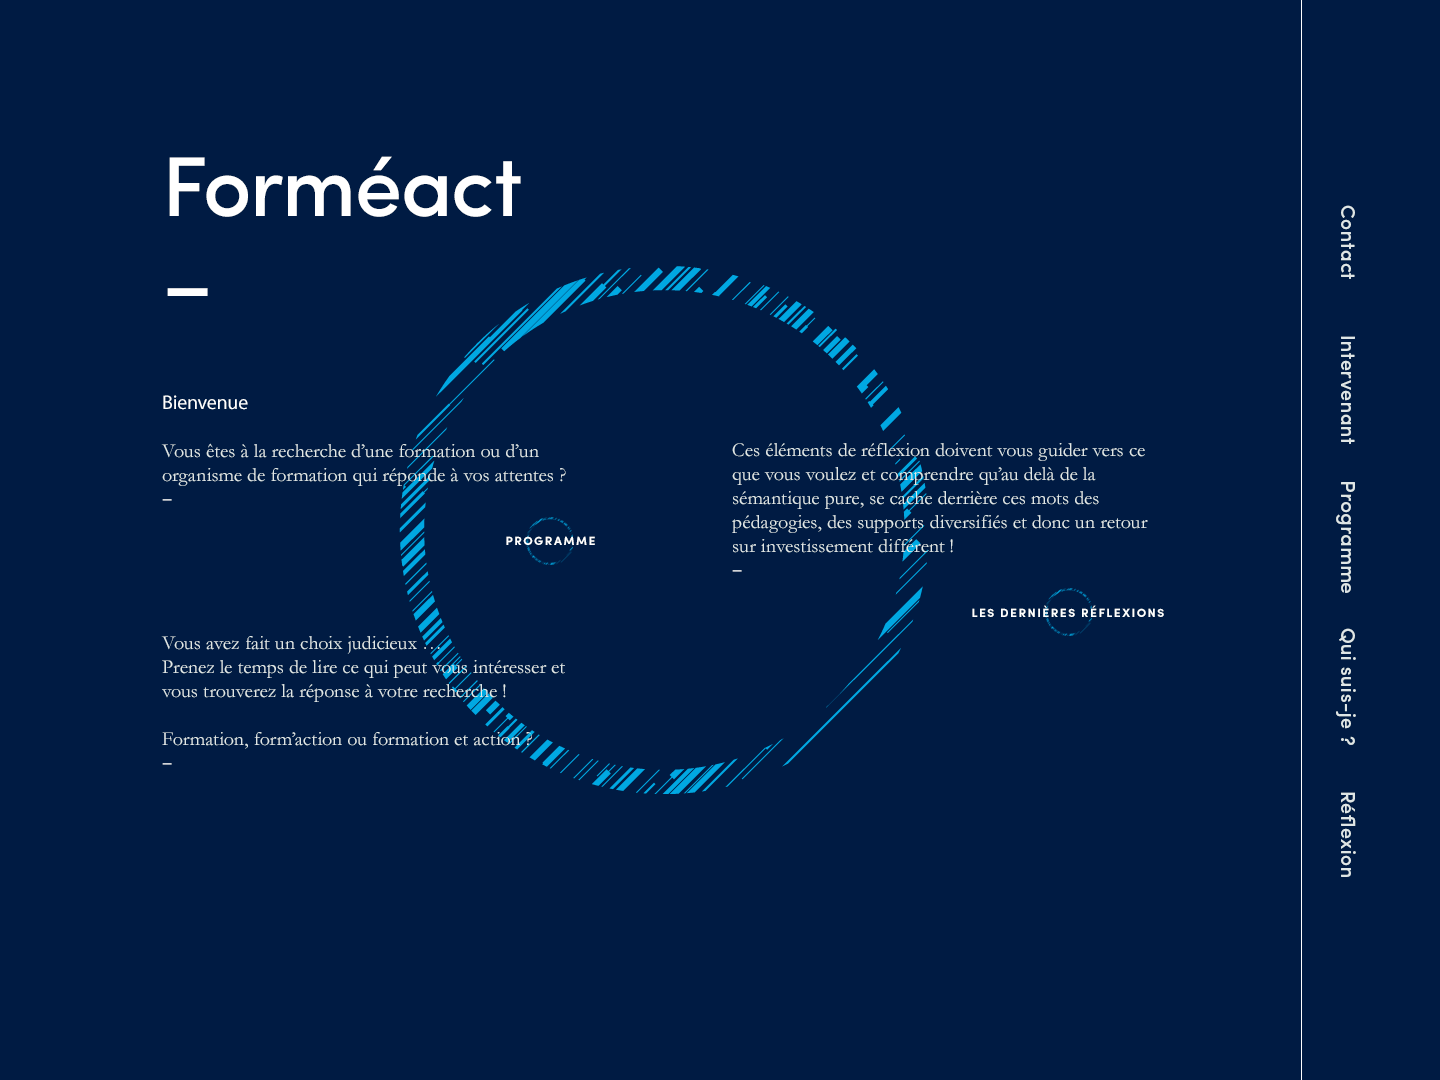 Forméact
–
Bienvenue
Vous êtes à la recherche d’une formation ou d’un
organisme de formation qui réponde à vos attentes ?
–
PROGRAMME
Vous avez fait un choix judicieux …
Prenez le temps de lire ce qui peut vous intéresser et
vous trouverez la réponse à votre recherche !
Formation, form’action ou formation et action ?
–
Ces éléments de réflexion doivent vous guider vers ce
que vous voulez et comprendre qu’au delà de la
sémantique pure, se cache derrière ces mots des
pédagogies, des supports diversifiés et donc un retour
sur investissement différent !
–
LES DERNIÈRES RÉFLEXIONS
Contact
Intervenant
Programme
Qui suis-je ?
Réflexion